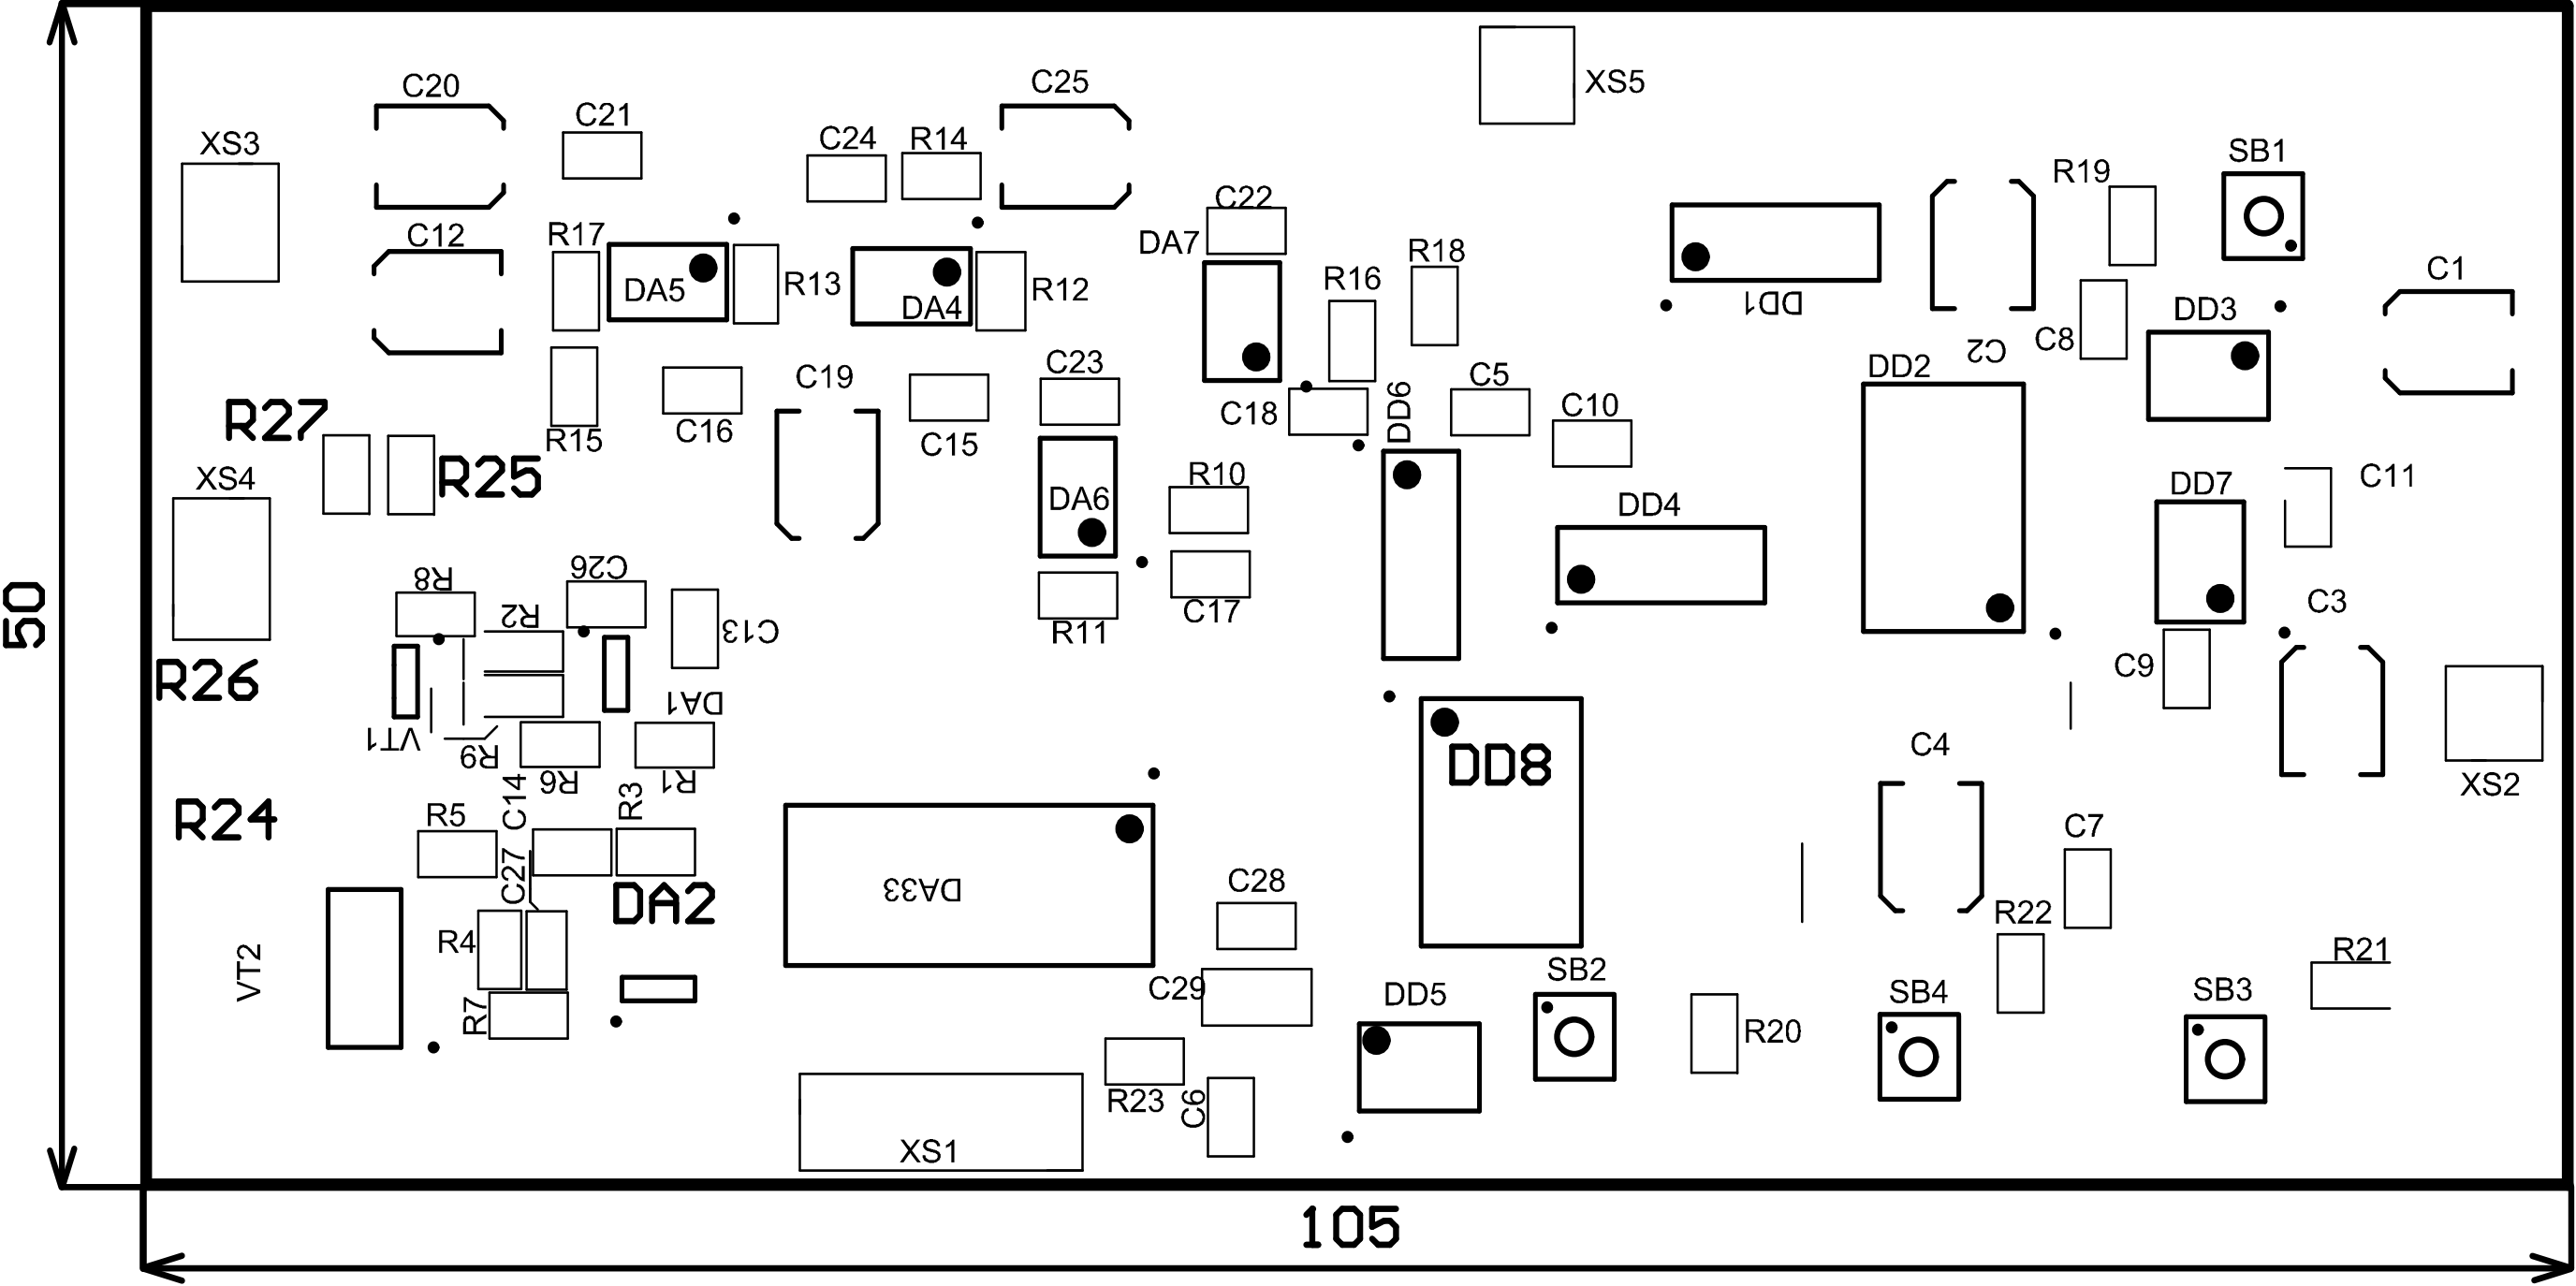 C20
C25
XS5
C21
XS3
C24
R14
SB1
R19
C22
R17
C12
DA7
R18
C1
R13
DA5
R12
DA4
R16
DD1
DD3
C8
C2
DD2
C23
C19
C5
C18
DD6
C10
R27
R15
C16
C15
XS4
R25
R10
C11
DD7
DA6
DD4
C26
R8
R2
C17
C3
C13
R11
50
R26
C9
DA1
VT1
R9
C4
R6
R1
DD8
XS2
C14
R3
R24
R5
C7
C27
DA33
C28
DA2
R22
R4
VT2
R21
SB2
C29
DD5
SB4
SB3
R7
R20
R23
C6
XS1
105